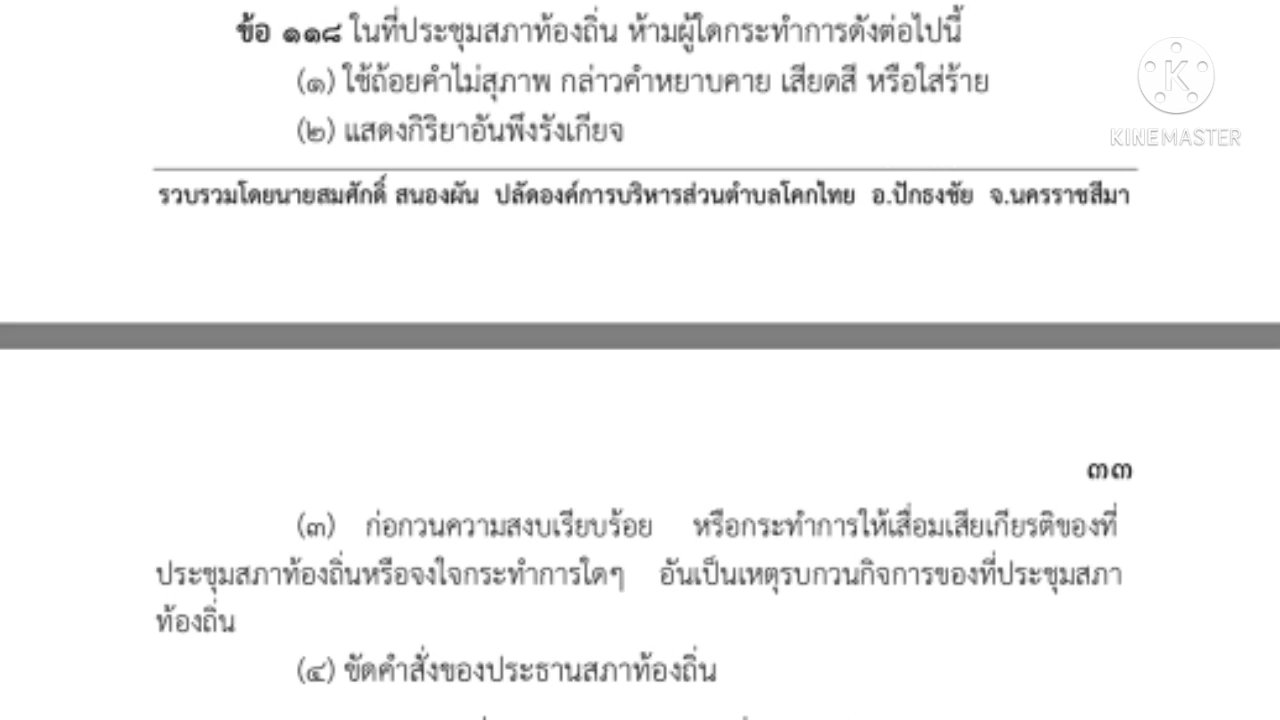 ข้อ ๑๑๘ ในที่ประชุมสภาท้องถิ่น ห้ามผู้ใดกระทำการดังต่อไปนี้
(๑) ใช้ถ้อยคำไม่สุภาพ กล่าวคำหยาบคาย เสียดสี หรือใส่ร้าย
(๒) แสดงกิริยาอันพึงรังเกียจ
K
KINEMASTER
รวบรวมโดยนายสมศักดิ์ สนองผัน ปลัดองค์การบริหารส่วนตำบลโคกไทย อ.ปักธงชัย จ.นครราชสีมา
๓๓
(๓) ก่อกวนความสงบเรียบร้อย หรือกระทำการให้เสื่อมเสียเกียรติของที่
ประชุมสภาท้องถิ่นหรือจงใจกระทำการใดๆ อันเป็นเหตุรบกวนกิจการของที่ประชุมสภา
ท้องถิ่น
(๔) ขัดคำสั่งของประธานสภาท้องถิ่น